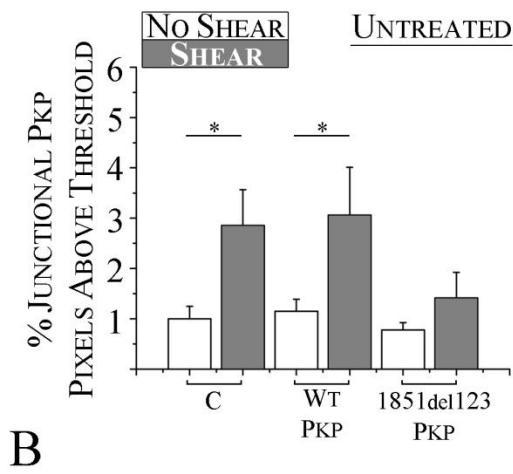 NO SHEAR
SHEAR
UNTREATED
% JUNCTIONAL PKP
PIXELS ABOVE THRESHOLD
6
5
4
3
2
1
*
*
C
WT
PKP
1851del123
PKP
B